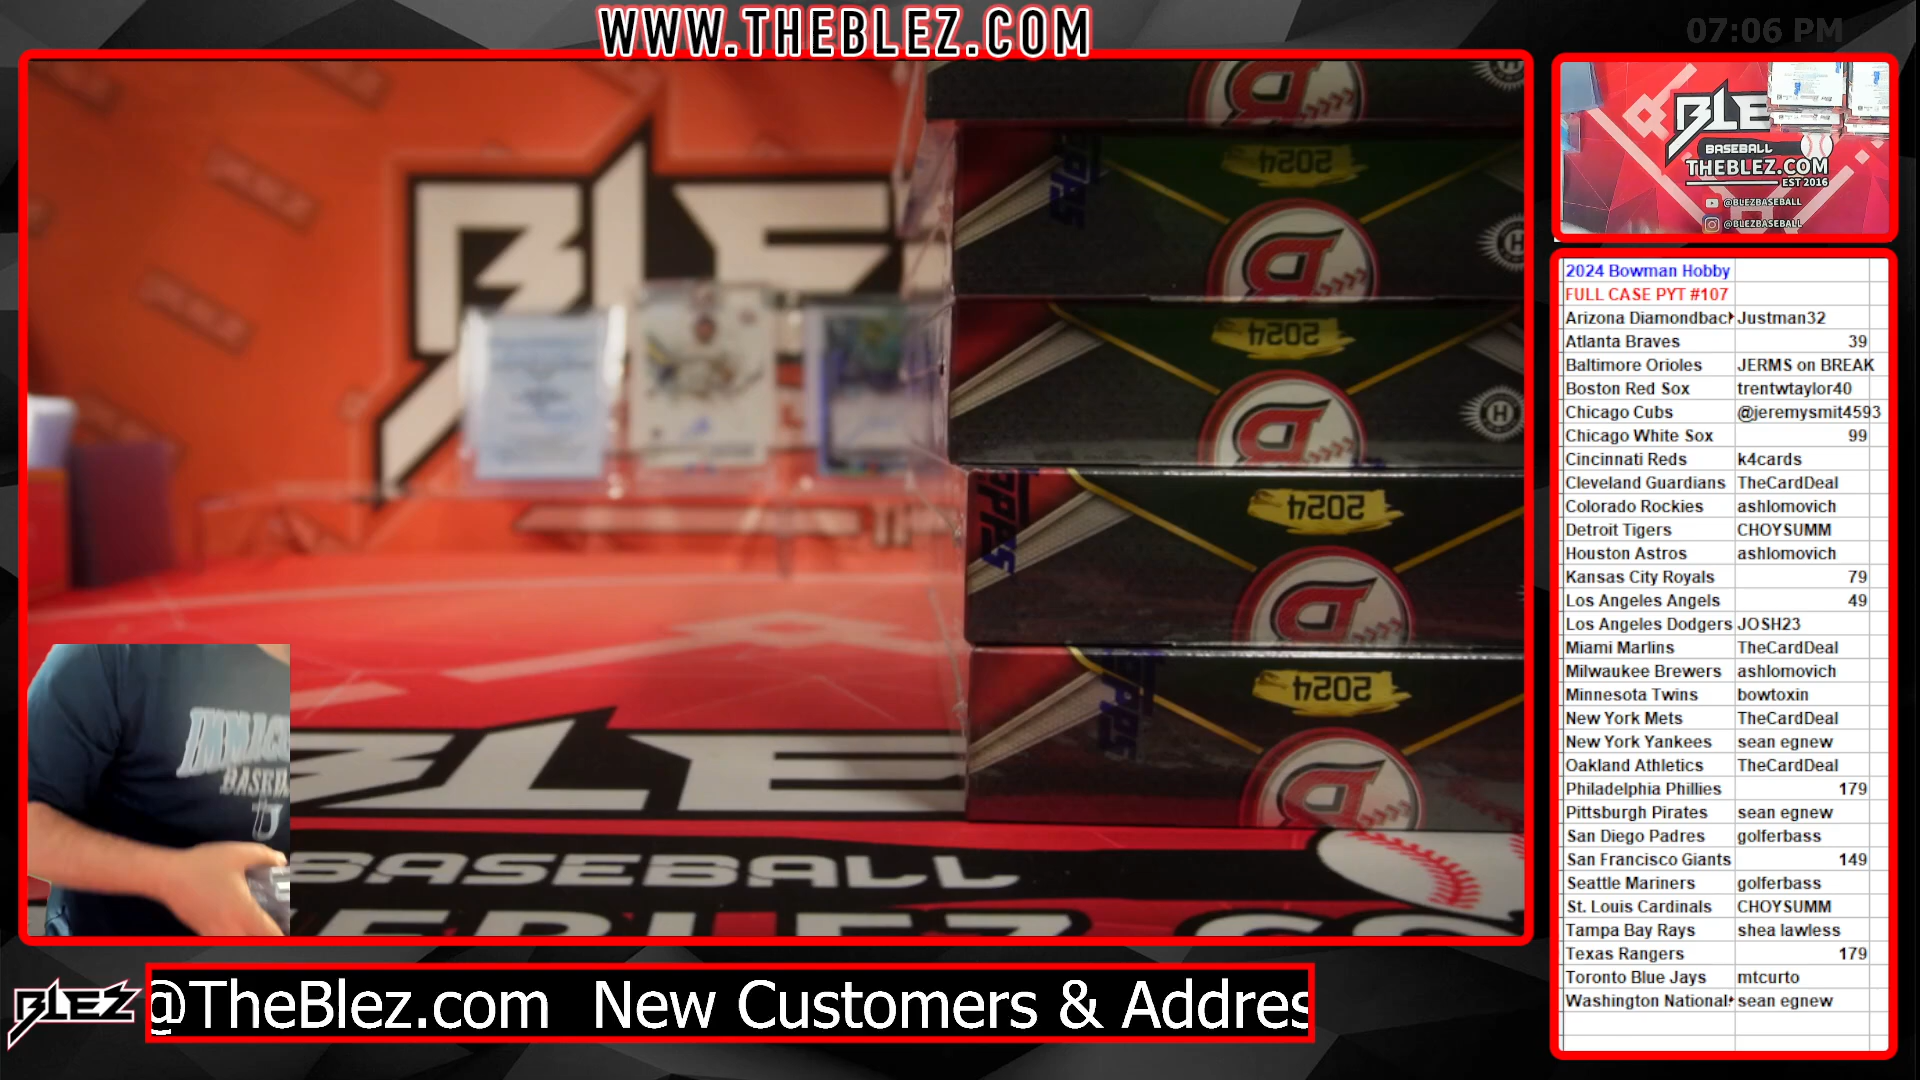 WWW.THEBLEZ.COM
07:06 PM
BLEZ
2024
2024
2024
2024
BLE
BASEBALL
BLE
BASEBALL
THEBLEZ.COM
EST 2016
@BLEZBASEBALL
@BLEZBASEBALL
2024 Bowman Hobby
FULL CASE PYT #107
Arizona Diamondback Justman32
Atlanta Braves 39
Baltimore Orioles JERMS on BREAK
Boston Red Sox trentwtaylor40
Chicago Cubs @jeremysmit4593
Chicago White Sox 99
Cincinnati Reds k4cards
Cleveland Guardians TheCardDeal
Colorado Rockies ashlomovich
Detroit Tigers CHOYSUMM
Houston Astros ashlomovich
Kansas City Royals 79
Los Angeles Angels 49
Los Angeles Dodgers JOSH23
Miami Marlins TheCardDeal
Milwaukee Brewers ashlomovich
Minnesota Twins bowtoxin
New York Mets TheCardDeal
New York Yankees sean egnew
Oakland Athletics TheCardDeal
Philadelphia Phillies 179
Pittsburgh Pirates sean egnew
San Diego Padres golferbass
San Francisco Giants 149
Seattle Mariners golferbass
St. Louis Cardinals CHOYSUMM
Tampa Bay Rays shea lawless
Texas Rangers 179
Toronto Blue Jays mtcurto
Washington National sean egnew
BLEZ
@TheBlez.com New Customers & Addres